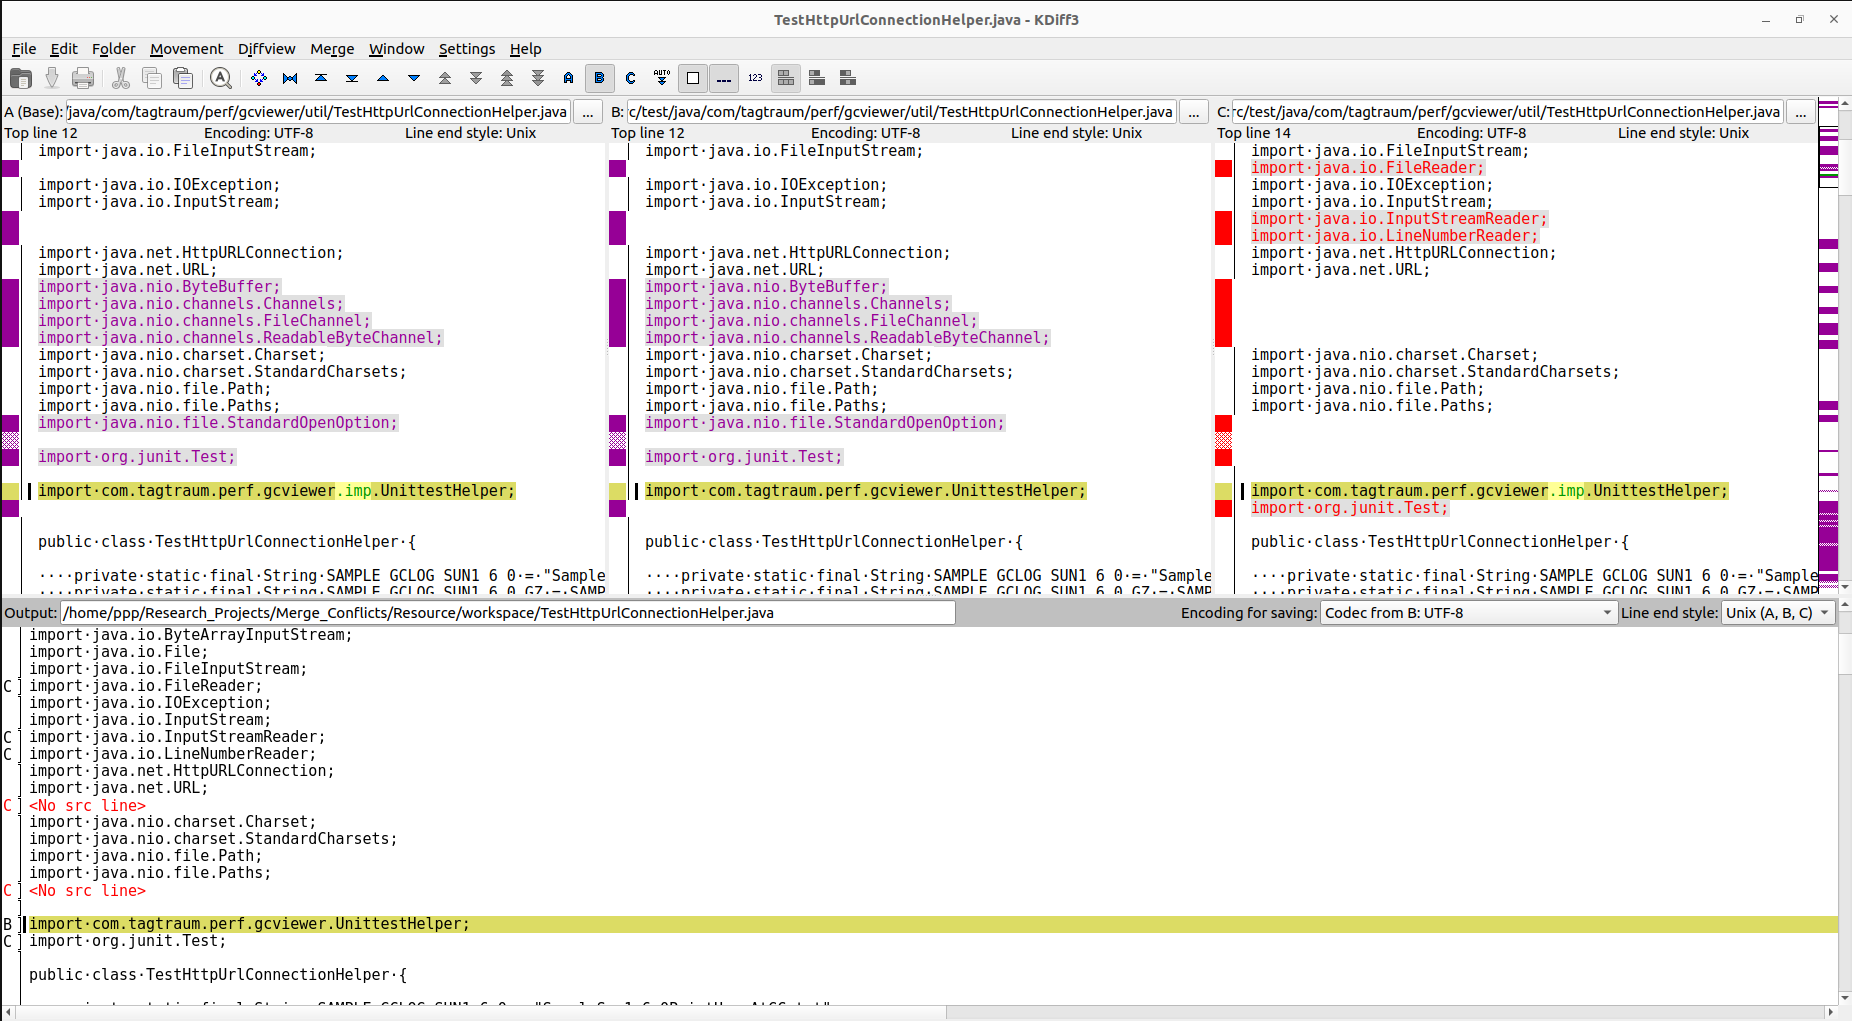 TestHttpUrlConnectionHelper.java - KDiff3
File Edit Folder Movement Diffview Merge Window Settings Help
A B C AUTO 123
A (Base): /java/com/tagtraum/perf/gcviewer/util/TestHttpUrlConnectionHelper.java ...
Top line 12 Encoding: UTF-8 Line end style: Unix
import·java.io.FileInputStream;
import·java.io.IOException;
import·java.io.InputStream;
import·java.net.HttpURLConnection;
import·java.net.URL;
import·java.nio.ByteBuffer;
import·java.nio.channels.Channels;
import·java.nio.channels.FileChannel;
import·java.nio.channels.ReadableByteChannel;
import·java.nio.charset.Charset;
import·java.nio.charset.StandardCharsets;
import·java.nio.file.Path;
import·java.nio.file.Paths;
import·java.nio.file.StandardOpenOption;
import·org.junit.Test;
import·com.tagtraum.perf.gcviewer.imp.UnittestHelper;
public·class·TestHttpUrlConnectionHelper·{
····private·static·final·String·SAMPLE_GCLOG_SUN1_6_0·=·"Sample
····private·static·final·String·SAMPLE_GCLOG_SUN1_6_0_GZ·=·"SAMP
B: c/test/java/com/tagtraum/perf/gcviewer/util/TestHttpUrlConnectionHelper.java ...
Top line 12 Encoding: UTF-8 Line end style: Unix
import·java.io.FileInputStream;
import·java.io.IOException;
import·java.io.InputStream;
import·java.net.HttpURLConnection;
import·java.net.URL;
import·java.nio.ByteBuffer;
import·java.nio.channels.Channels;
import·java.nio.channels.FileChannel;
import·java.nio.channels.ReadableByteChannel;
import·java.nio.charset.Charset;
import·java.nio.charset.StandardCharsets;
import·java.nio.file.Path;
import·java.nio.file.Paths;
import·java.nio.file.StandardOpenOption;
import·org.junit.Test;
import·com.tagtraum.perf.gcviewer.UnittestHelper;
public·class·TestHttpUrlConnectionHelper·{
····private·static·final·String·SAMPLE_GCLOG_SUN1_6_0·=·"Sample
····private·static·final·String·SAMPLE_GCLOG_SUN1_6_0_GZ·=·"SAMP
C: rc/test/java/com/tagtraum/perf/gcviewer/util/TestHttpUrlConnectionHelper.java ...
Top line 14 Encoding: UTF-8 Line end style: Unix
import·java.io.FileInputStream;
import·java.io.FileReader;
import·java.io.IOException;
import·java.io.InputStream;
import·java.io.InputStreamReader;
import·java.io.LineNumberReader;
import·java.net.HttpURLConnection;
import·java.net.URL;
import·java.nio.charset.Charset;
import·java.nio.charset.StandardCharsets;
import·java.nio.file.Path;
import·java.nio.file.Paths;
import·com.tagtraum.perf.gcviewer.imp.UnittestHelper;
import·org.junit.Test;
public·class·TestHttpUrlConnectionHelper·{
····private·static·final·String·SAMPLE_GCLOG_SUN1_6_0·=·"Sample
····private·static·final·String·SAMPLE_GCLOG_SUN1_6_0_GZ·=·"SAMP
Output: /home/ppp/Research_Projects/Merge_Conflicts/Resource/workspace/TestHttpUrlConnectionHelper.java Encoding for saving: Codec from B: UTF-8 Line end style: Unix (A, B, C)
import·java.io.ByteArrayInputStream;
import·java.io.File;
import·java.io.FileInputStream;
C import·java.io.FileReader;
import·java.io.IOException;
import·java.io.InputStream;
C import·java.io.InputStreamReader;
C import·java.io.LineNumberReader;
import·java.net.HttpURLConnection;
import·java.net.URL;
C <No src line>
import·java.nio.charset.Charset;
import·java.nio.charset.StandardCharsets;
import·java.nio.file.Path;
import·java.nio.file.Paths;
C <No src line>
B import·com.tagtraum.perf.gcviewer.UnittestHelper;
C import·org.junit.Test;
public·class·TestHttpUrlConnectionHelper·{